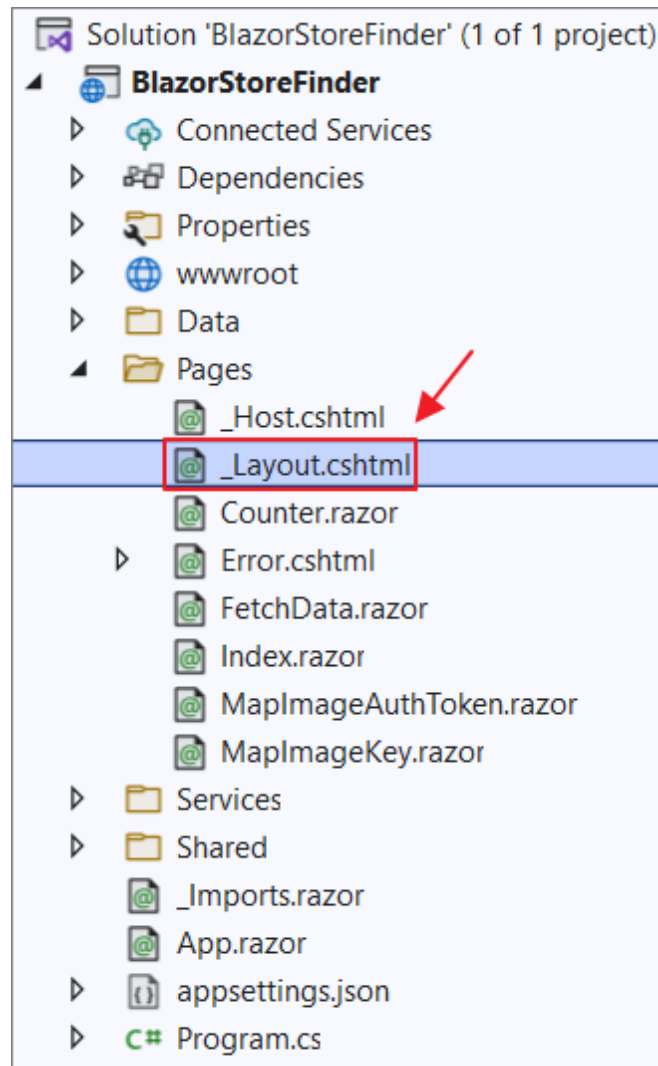 Solution 'BlazorStoreFinder' (1 of 1 project)
BlazorStoreFinder
Connected Services
Dependencies
Properties
wwwroot
Data
Pages
@ _Host.cshtml
@ _Layout.cshtml
@ Counter.razor
@ Error.cshtml
@ FetchData.razor
@ Index.razor
@ MapImageAuthToken.razor
@ MapImageKey.razor
Services
Shared
@ _Imports.razor
@ App.razor
{} appsettings.json
C# Program.cs